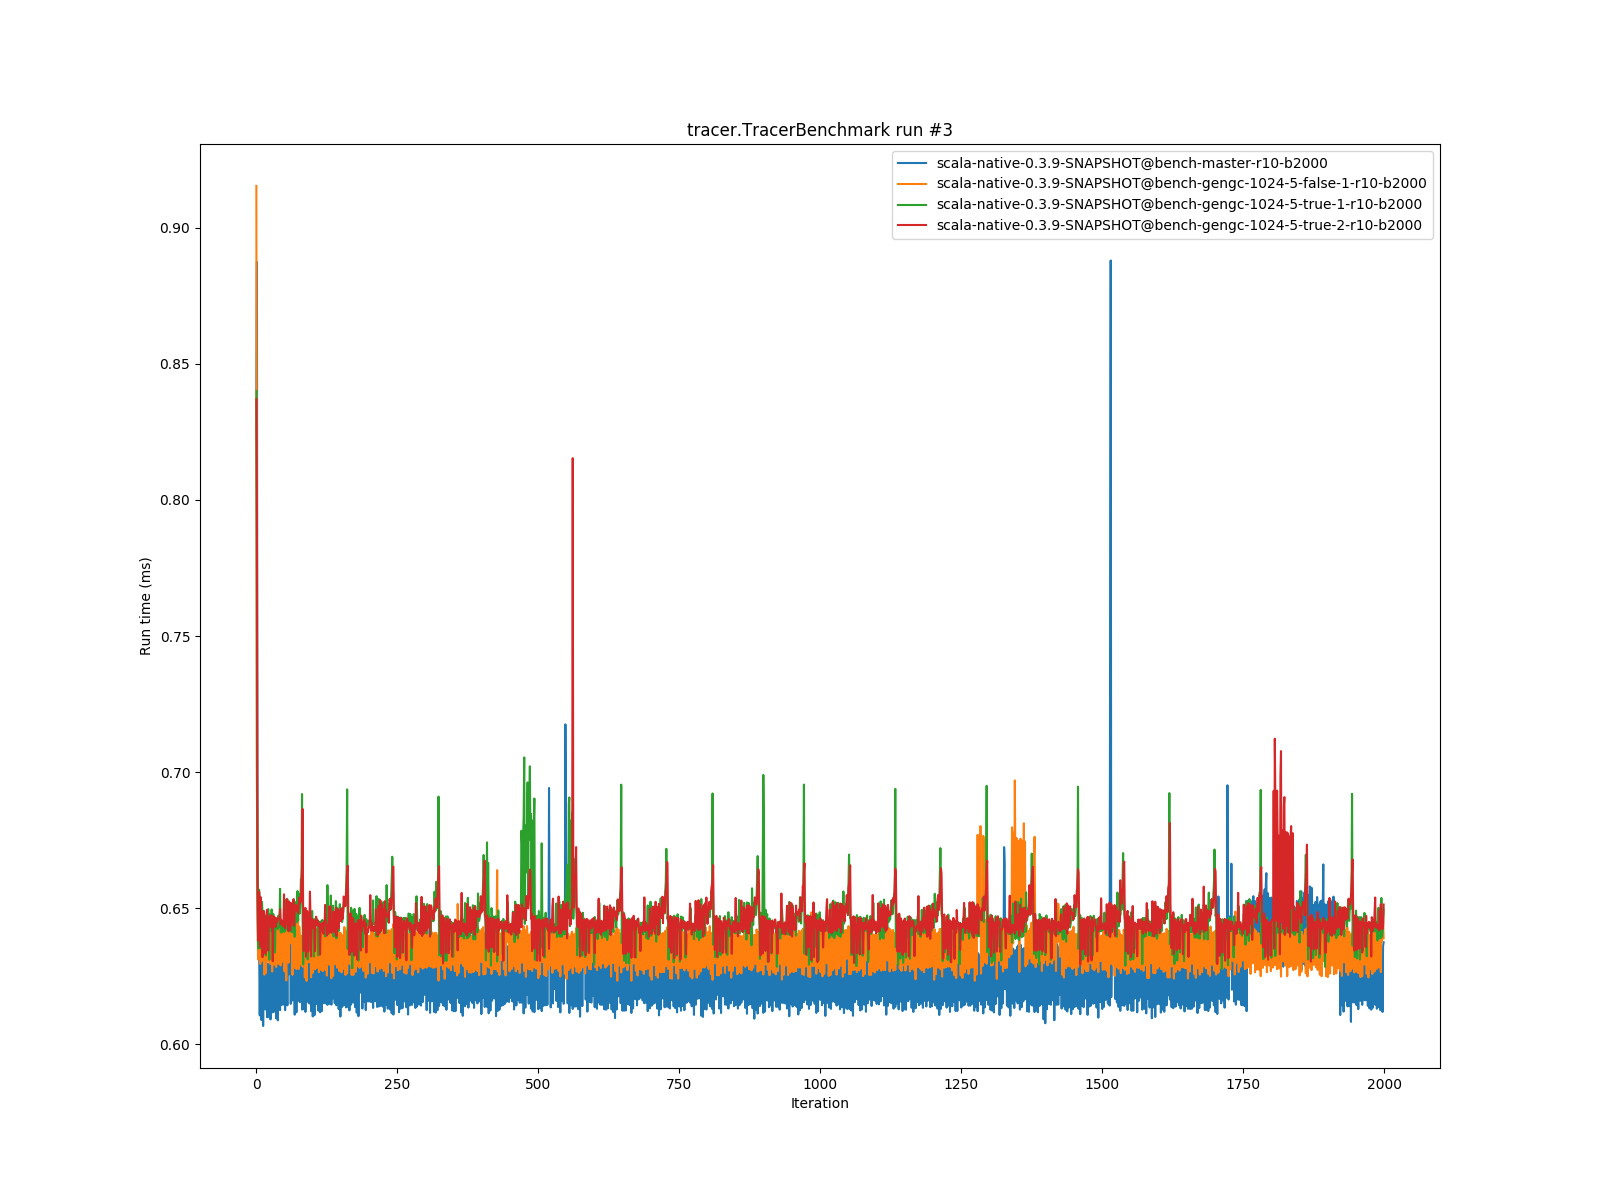 tracer.TracerBenchmark run #3
scala-native-0.3.9-SNAPSHOT@bench-master-r10-b2000
scala-native-0.3.9-SNAPSHOT@bench-gengc-1024-5-false-1-r10-b2000
scala-native-0.3.9-SNAPSHOT@bench-gengc-1024-5-true-1-r10-b2000
scala-native-0.3.9-SNAPSHOT@bench-gengc-1024-5-true-2-r10-b2000
0.90
0.85
0.80
0.75
0.70
0.65
0.60
Run time (ms)
0 250 500 750 1000 1250 1500 1750 2000
Iteration